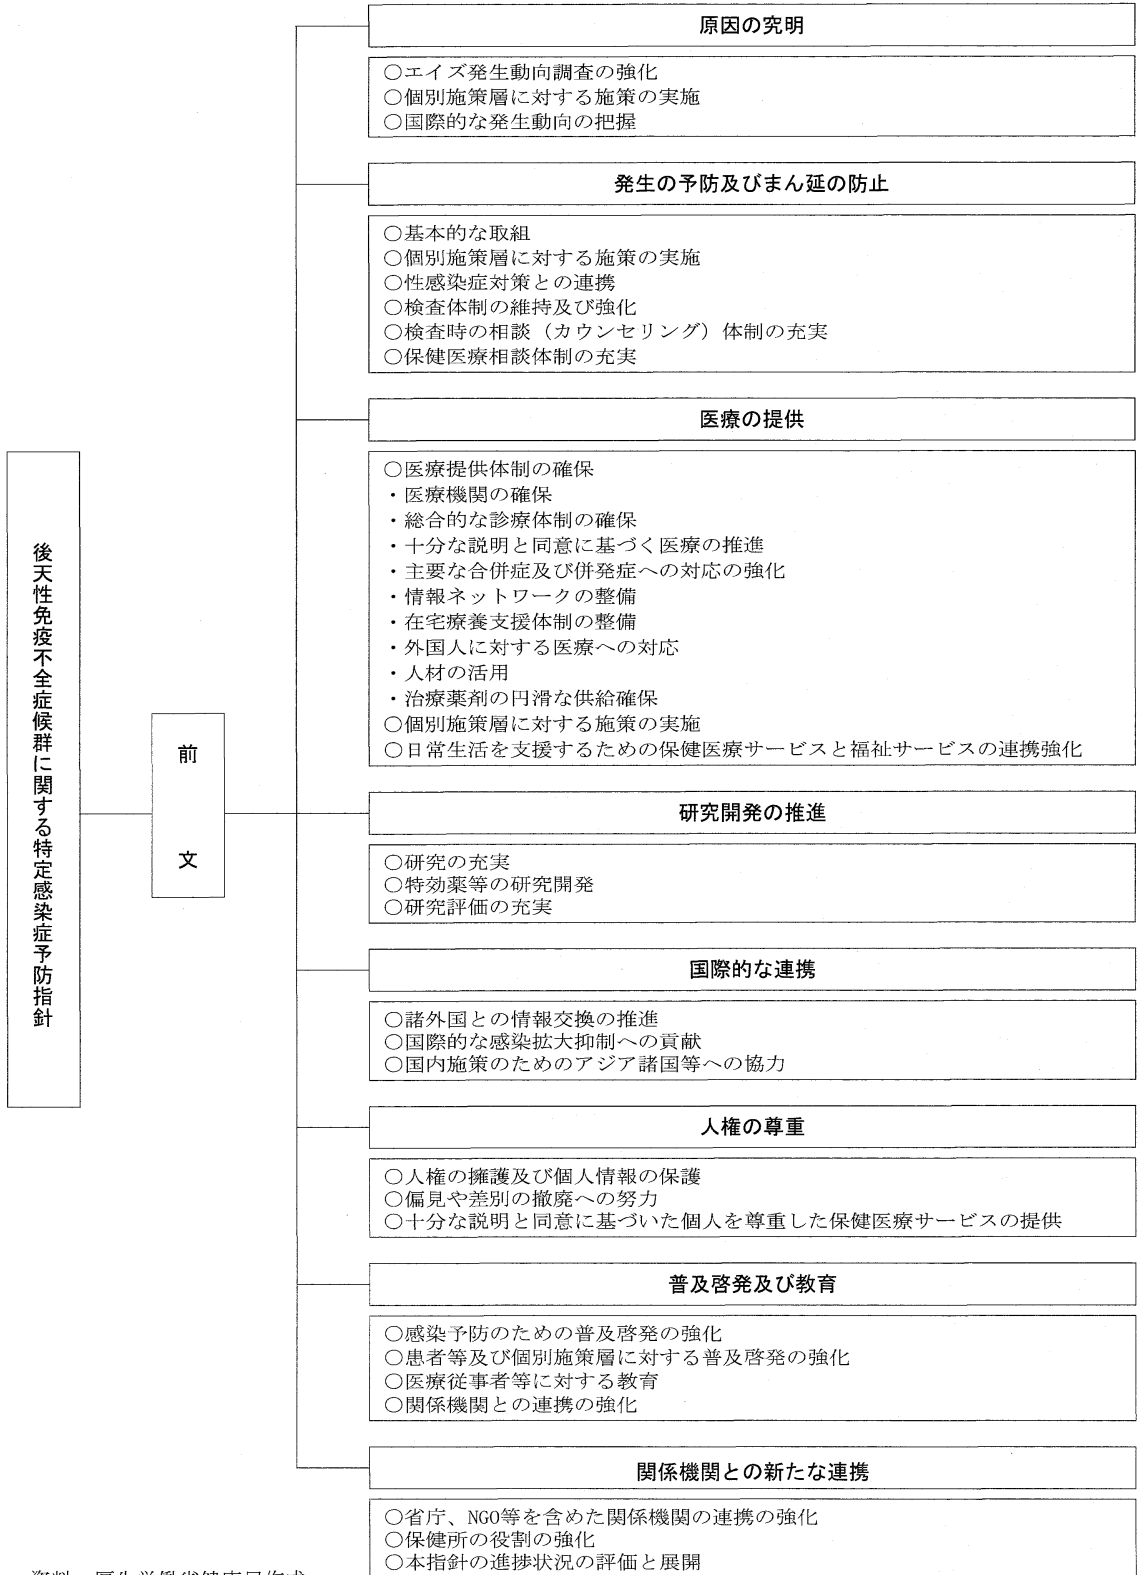 後天性免疫不全症候群に関する特定感染症予防指針
前文
原因の究明
○エイズ発生動向調査の強化
○個別施策層に対する施策の実施
○国際的な発生動向の把握
発生の予防及びまん延の防止
○基本的な取組
○個別施策層に対する施策の実施
○性感染症対策との連携
○検査体制の維持及び強化
○検査時の相談（カウンセリング）体制の充実
○保健医療相談体制の充実
医療の提供
○医療提供体制の確保
・医療機関の確保
・総合的な診療体制の確保
・十分な説明と同意に基づく医療の推進
・主要な合併症及び併発症への対応の強化
・情報ネットワークの整備
・在宅療養支援体制の整備
・外国人に対する医療への対応
・人材の活用
・治療薬剤の円滑な供給確保
○個別施策層に対する施策の実施
○日常生活を支援するための保健医療サービスと福祉サービスの連携強化
研究開発の推進
○研究の充実
○特効薬等の研究開発
○研究評価の充実
国際的な連携
○諸外国との情報交換の推進
○国際的な感染拡大抑制への貢献
○国内施策のためのアジア諸国等への協力
人権の尊重
○人権の擁護及び個人情報の保護
○偏見や差別の撤廃への努力
○十分な説明と同意に基づいた個人を尊重した保健医療サービスの提供
普及啓発及び教育
○感染予防のための普及啓発の強化
○患者等及び個別施策層に対する普及啓発の強化
○医療従事者等に対する教育
○関係機関との連携の強化
関係機関との新たな連携
○省庁、NGO等を含めた関係機関の連携の強化
○保健所の役割の強化
○本指針の進捗状況の評価と展開